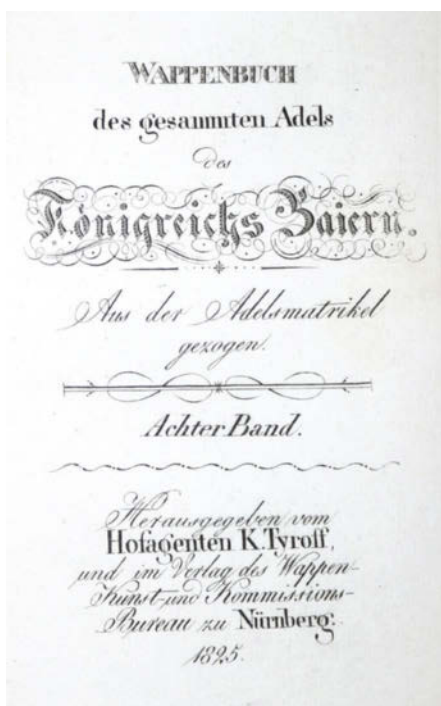 WAPPENBUCH
des gesammten Adels
des
Königreichs Baiern.
Aus der Adelsmatrikel
gezogen.
Achter Band.
Herausgegeben vom
Hofagenten K. Tyroff,
und im Verlag des Wappen-
Kunst- und Kommissions-
Bureau zu Nürnberg.
1825.